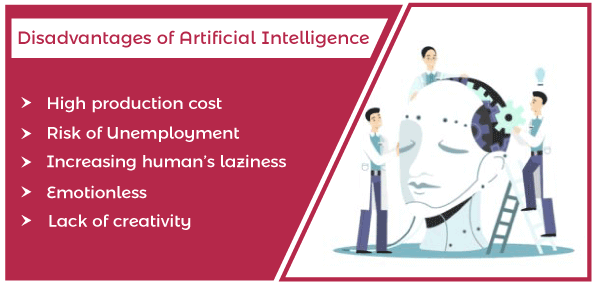 Disadvantages of Artificial Intelligence
High production cost
Risk of Unemployment
Increasing human's laziness
Emotionless
Lack of creativity